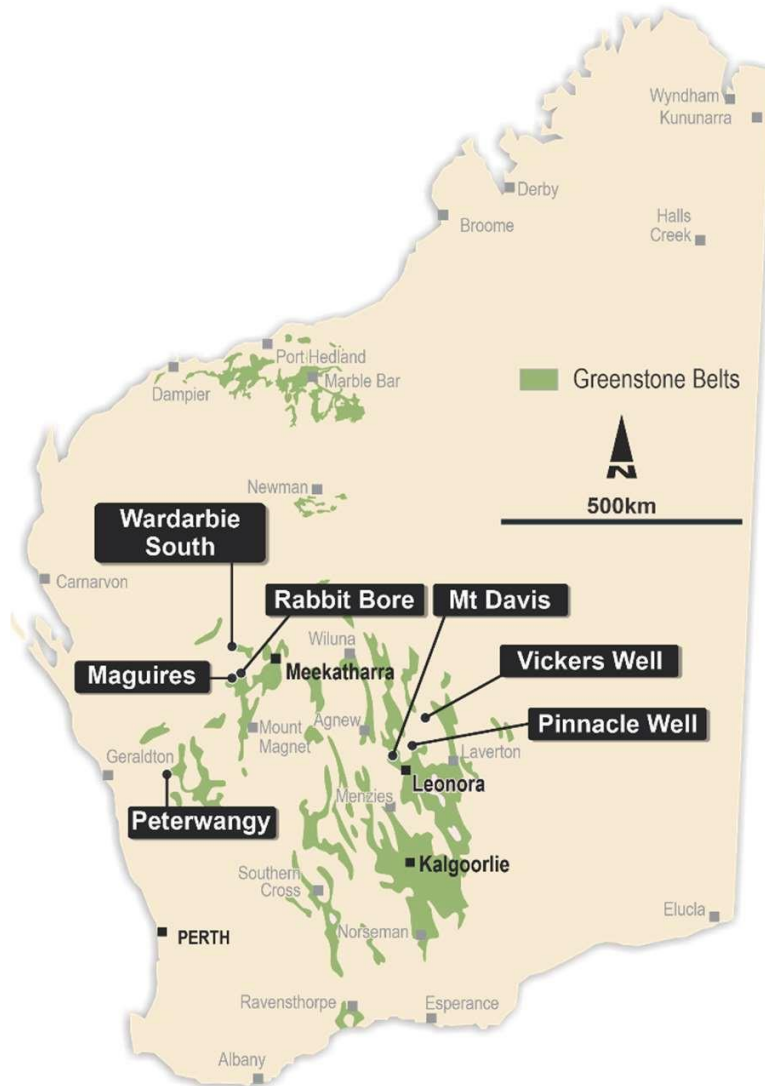 Wyndham
Kununarra
Derby
Broome
Halls
Creek
Port Hedland
Dampier
Marble Bar
Greenstone Belts
N
500km
Newman
Wardarbie
South
Carnarvon
Rabbit Bore
Mt Davis
Wiluna
Vickers Well
Maguires
Meekatharra
Pinnacle Well
Mount
Magnet
Agnew
Geraldton
Laverton
Leonora
Menzies
Peterwangy
Kalgoorlie
Southern
Cross
Elucla
PERTH
Norseman
Ravensthorpe
Esperance
Albany